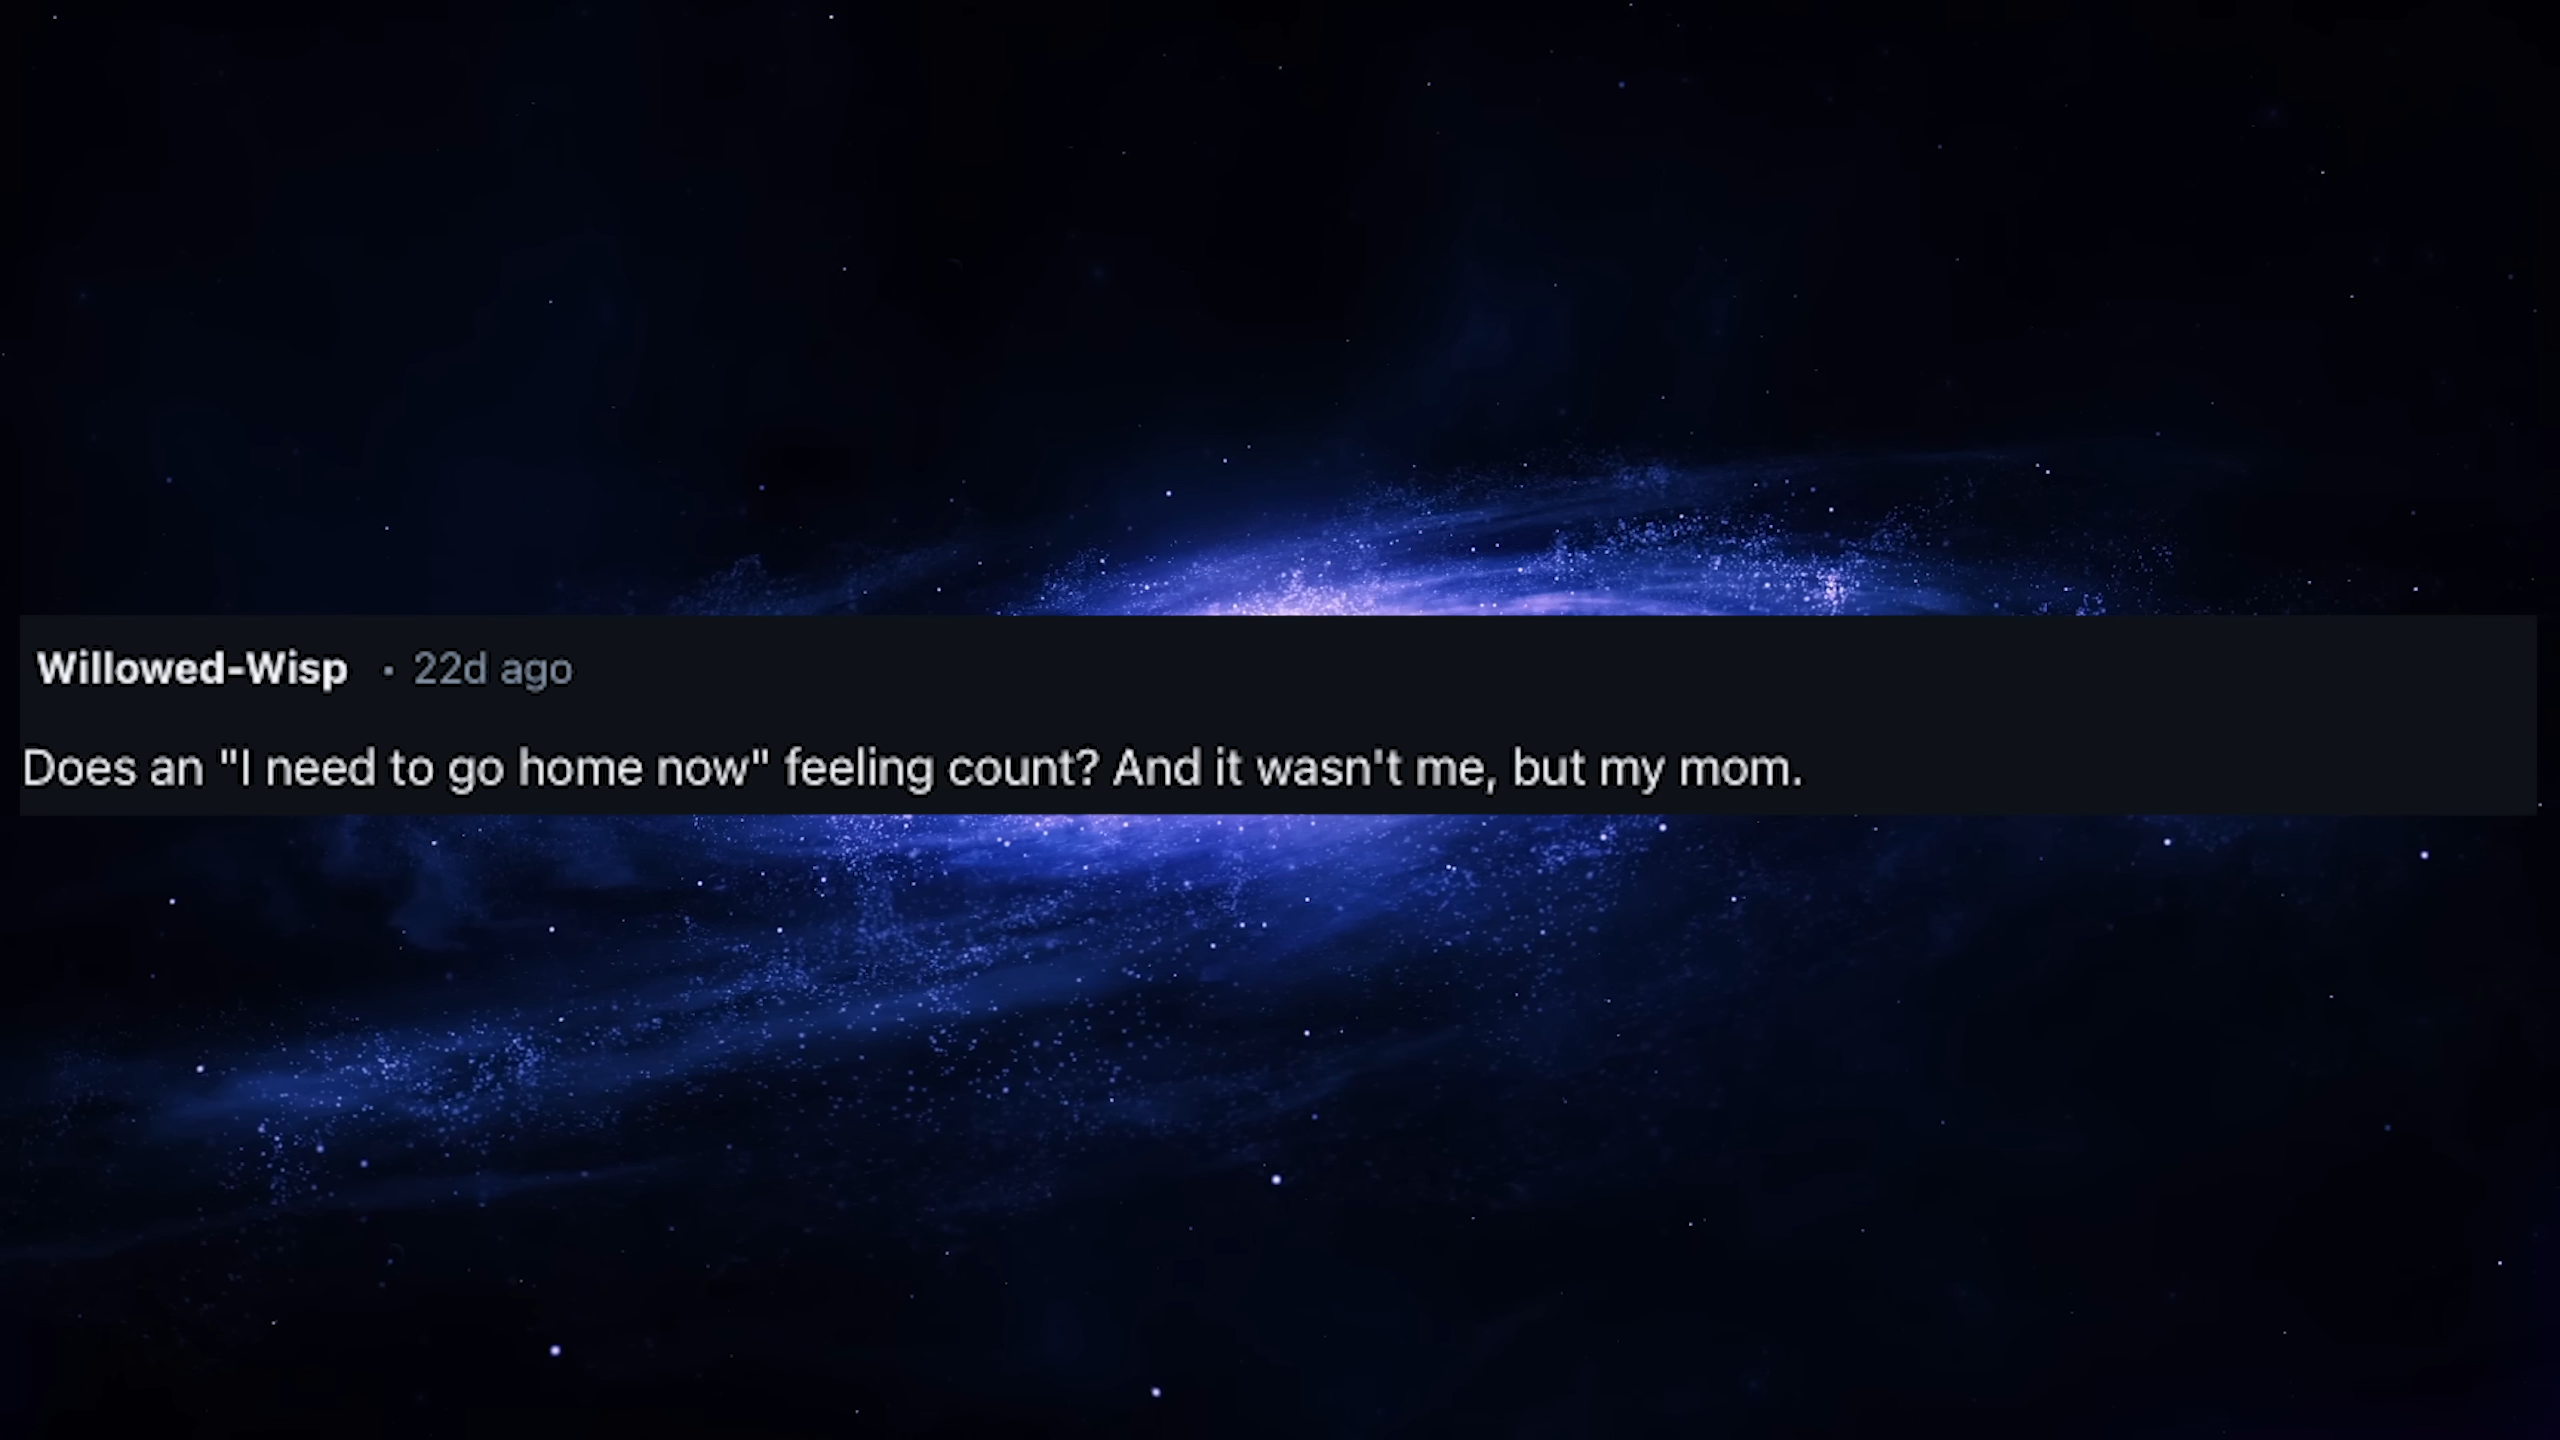 Willowed-Wisp · 22d ago
Does an "I need to go home now" feeling count? And it wasn't me, but my mom.